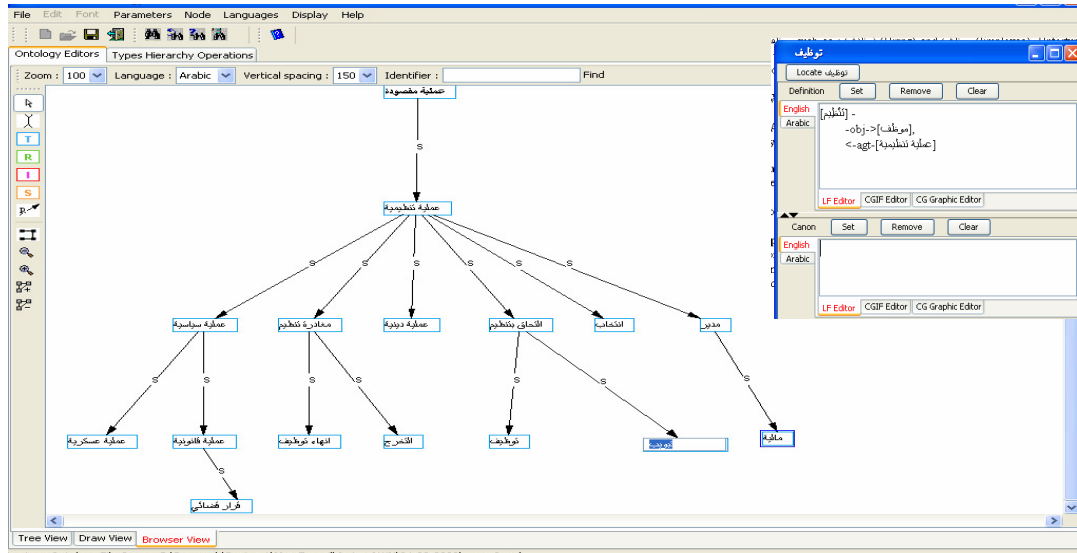 File Edit Font Parameters Node Languages Display Help
Ontology Editors Types Hierarchy Operations
Zoom : 100 Language : Arabic Vertical spacing : 150 Identifier : Find
T
R
I
S
عملية مقصودة
S
عملية تنظيمية
S S S S S
عملية سياسية مغادرة تنظيم عملية دينية التحاق بتنظيم انتخاب مدير
S S S S S S S
عملية عسكرية عملية قانونية انهاء توظيف التخرج توظيف مالية
S
قرار قضائي
Tree View Draw View Browser View
توظيف
Locate توظيف
Definition Set Remove Clear
English
Arabic
[تنظيم] -
-obj->[موظف],
<-agt-[عملية تنظيمية]
LF Editor CGIF Editor CG Graphic Editor
Canon Set Remove Clear
English
Arabic
LF Editor CGIF Editor CG Graphic Editor